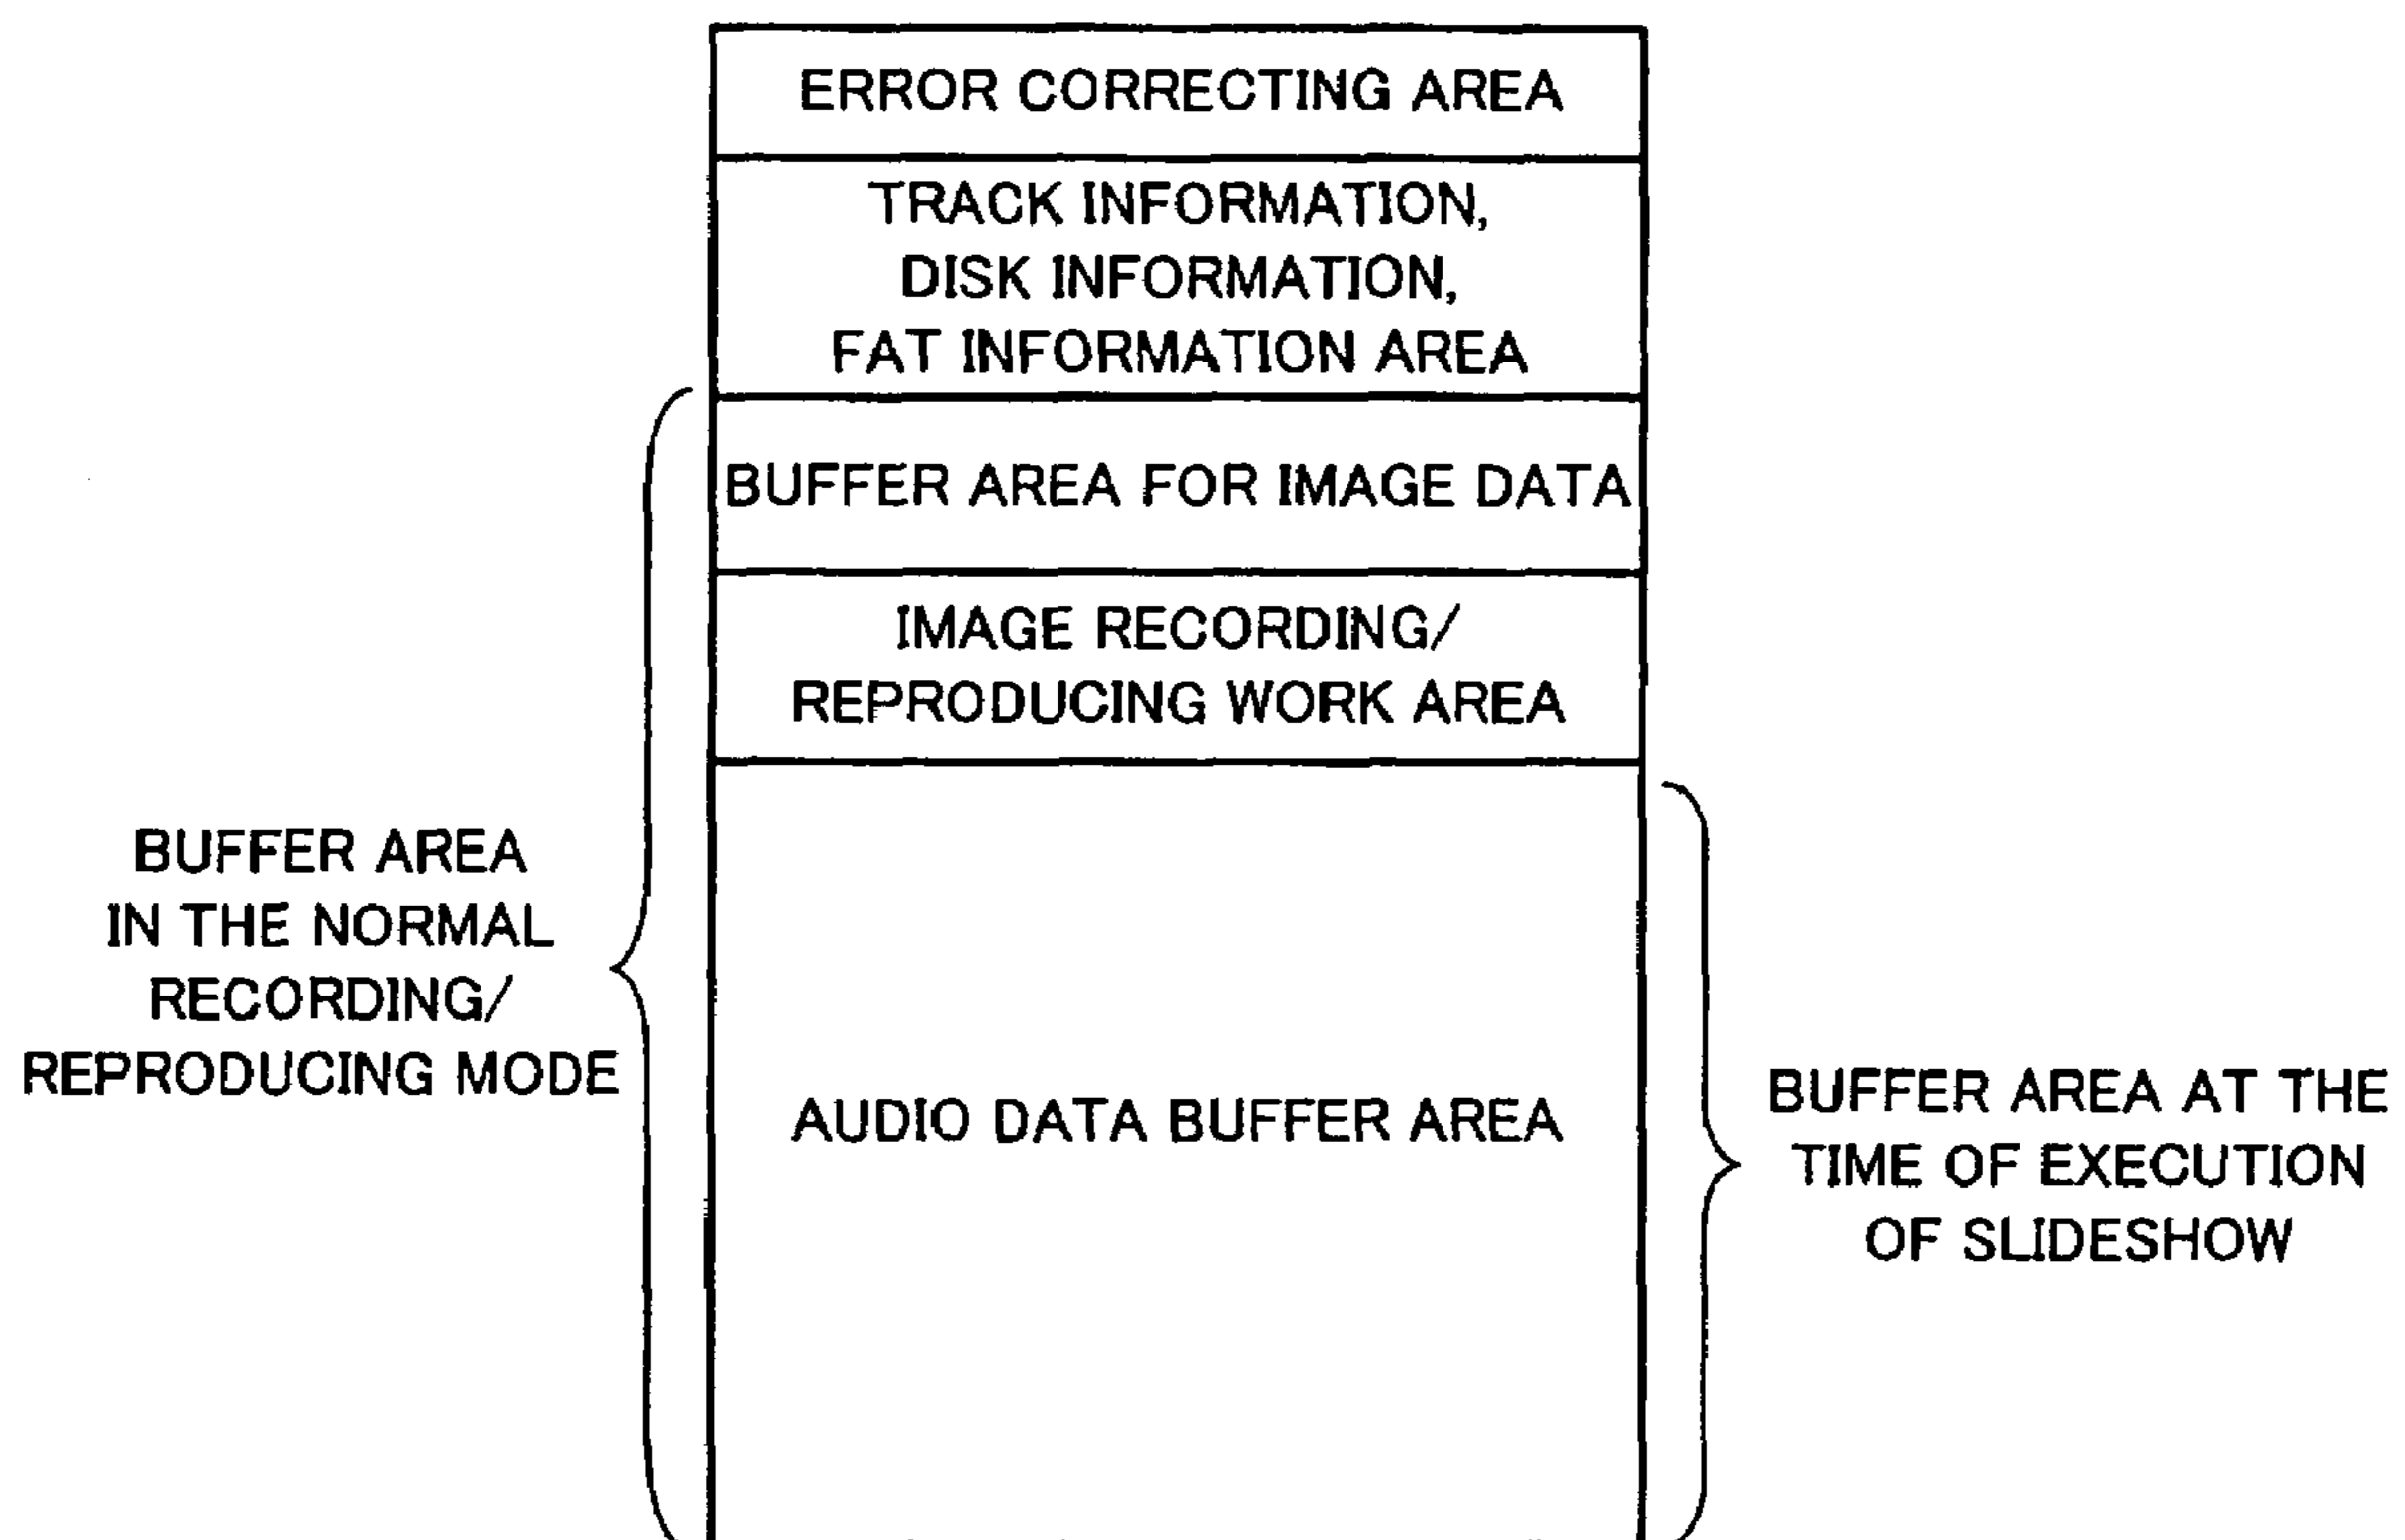 ERROR CORRECTING AREA
TRACK INFORMATION,
DISK INFORMATION,
FAT INFORMATION AREA
BUFFER AREA FOR IMAGE DATA
IMAGE RECORDING/
REPRODUCING WORK AREA
BUFFER AREA
IN THE NORMAL
RECORDING/
REPRODUCING MODE
AUDIO DATA BUFFER AREA
BUFFER AREA AT THE
TIME OF EXECUTION
OF SLIDESHOW